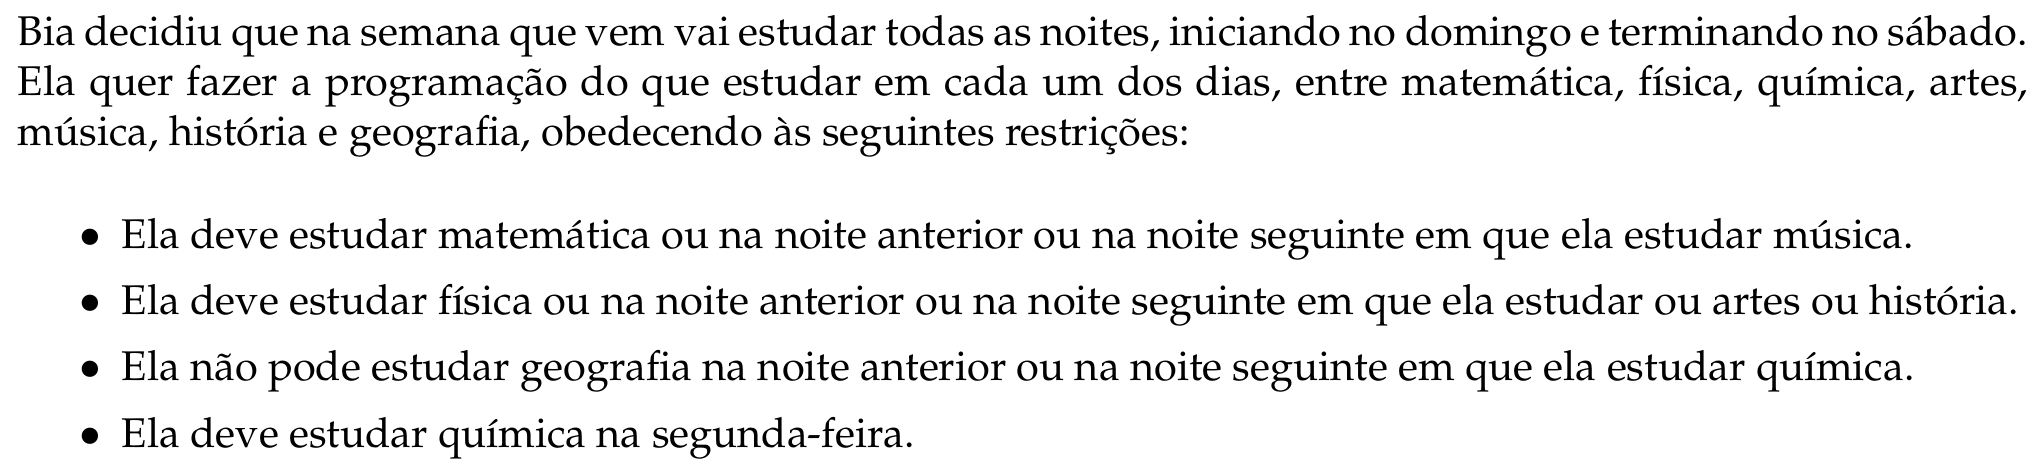 Bia decidiu que na semana que vem vai estudar todas as noites, iniciando no domingo e terminando no sábado.
Ela quer fazer a programação do que estudar em cada um dos dias, entre matemática, física, química, artes,
música, história e geografia, obedecendo às seguintes restrições:
• Ela deve estudar matemática ou na noite anterior ou na noite seguinte em que ela estudar música.
• Ela deve estudar física ou na noite anterior ou na noite seguinte em que ela estudar ou artes ou história.
• Ela não pode estudar geografia na noite anterior ou na noite seguinte em que ela estudar química.
• Ela deve estudar química na segunda-feira.